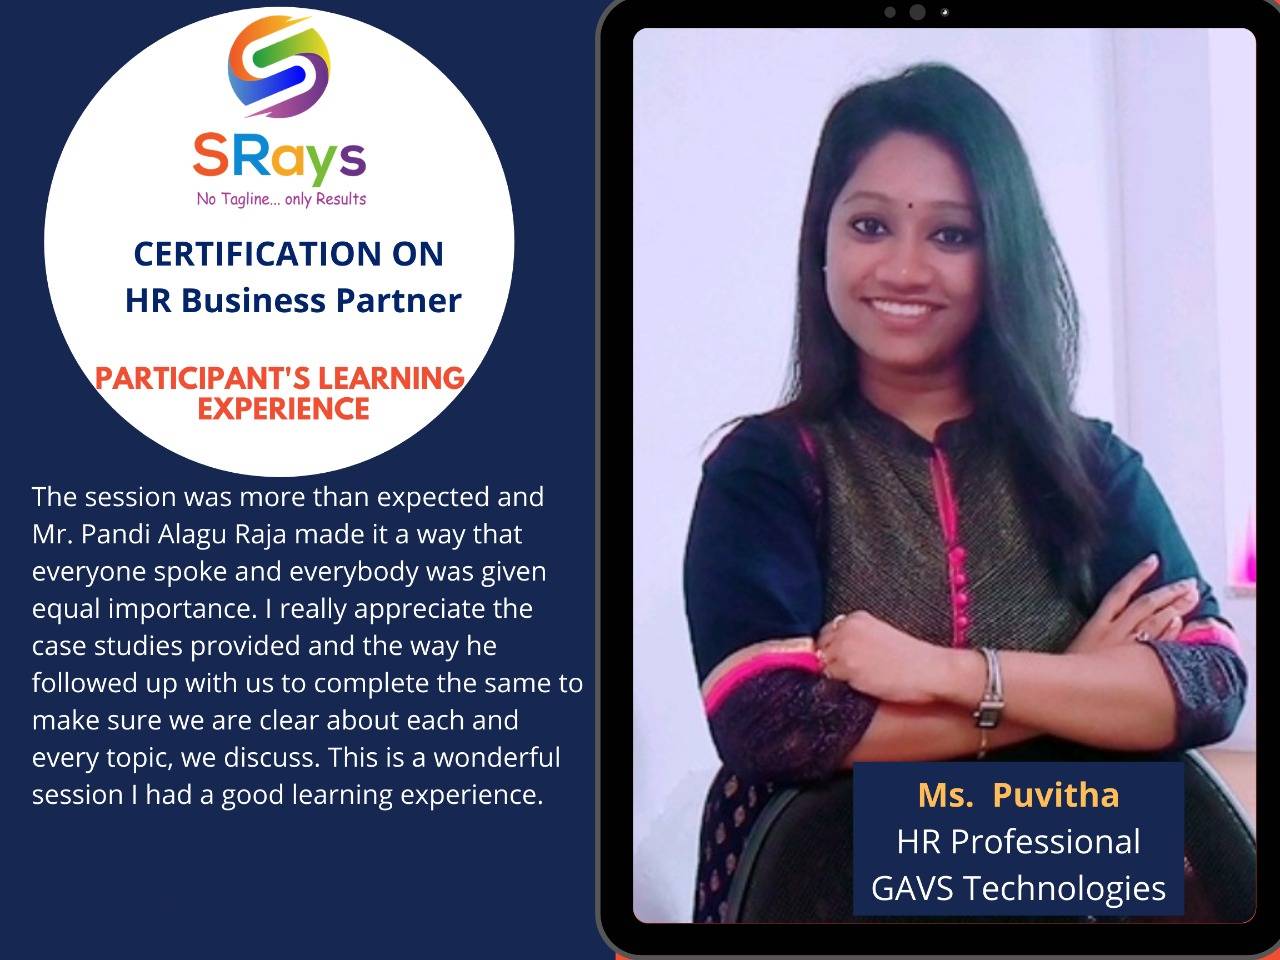 SRays
No Tagline... only Results
CERTIFICATION ON
HR Business Partner
PARTICIPANT'S LEARNING
EXPERIENCE
The session was more than expected and
Mr. Pandi Alagu Raja made it a way that
everyone spoke and everybody was given
equal importance. I really appreciate the
case studies provided and the way he
followed up with us to complete the same to
make sure we are clear about each and
every topic, we discuss. This is a wonderful
session I had a good learning experience.
Ms. Puvitha
HR Professional
GAVS Technologies